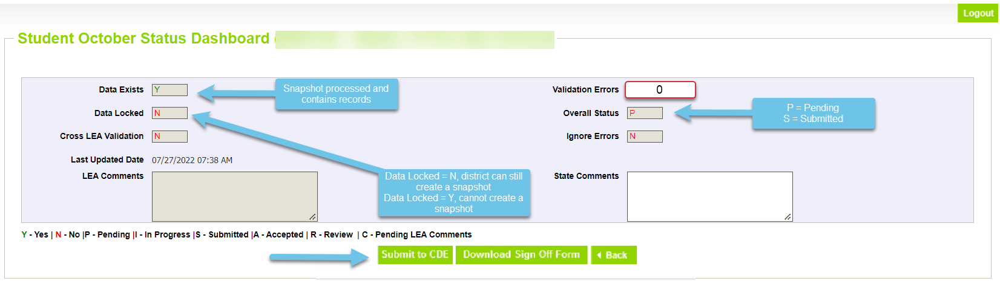 Logout
Student October Status Dashboard
Data Exists Y
Snapshot processed and
contains records
Validation Errors 0
Data Locked N
Overall Status P
P = Pending
S = Submitted
Cross LEA Validation N
Ignore Errors N
Last Updated Date 07/27/2022 07:38 AM
LEA Comments
Data Locked = N, district can still
create a snapshot
Data Locked = Y, cannot create a
snapshot
State Comments
Y - Yes | N - No |P - Pending |I - In Progress |S - Submitted |A - Accepted | R - Review | C - Pending LEA Comments
Submit to CDE Download Sign Off Form Back